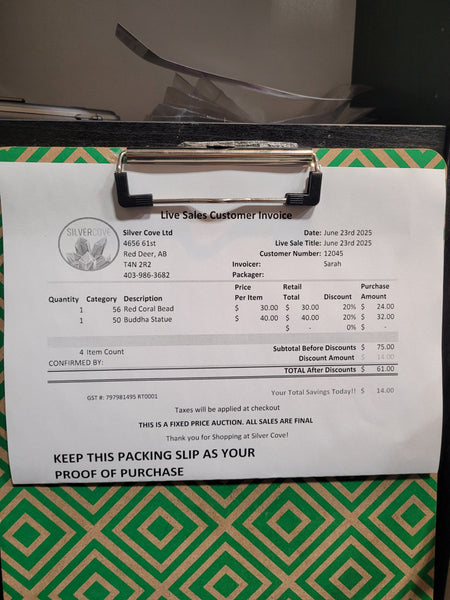 Live Sales Customer Invoice
SILVERCOVE
Silver Cove Ltd
4656 61st
Red Deer, AB
T4N 2R2
403-986-3682
Date: June 23rd 2025
Live Sale Title: June 23rd 2025
Customer Number: 12045
Invoicer: Sarah
Packager:
Quantity Category Description Price Per Item Retail Total Discount Purchase Amount
1 56 Red Coral Bead $ 30.00 $ 30.00 20% $ 24.00
1 50 Buddha Statue $ 40.00 $ 40.00 20% $ 32.00
$ - 0% $ -
4 Item Count
Subtotal Before Discounts $ 75.00
CONFIRMED BY:
Discount Amount $ 14.00
TOTAL After Discounts $ 61.00
GST #: 797981495 RT0001
Your Total Savings Today!! $ 14.00
Taxes will be applied at checkout
THIS IS A FIXED PRICE AUCTION. ALL SALES ARE FINAL
Thank you for Shopping at Silver Cove!
KEEP THIS PACKING SLIP AS YOUR
PROOF OF PURCHASE